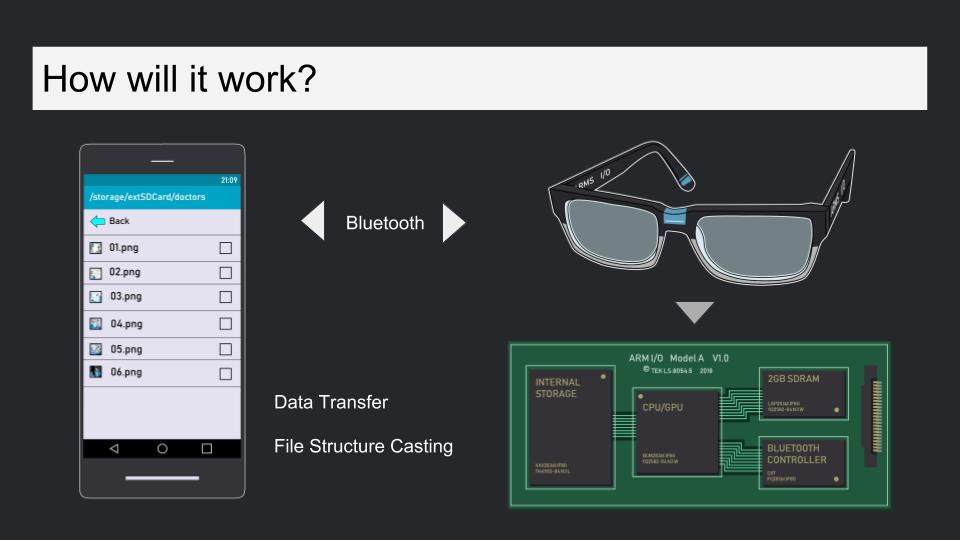 How will it work?
21:09
/storage/extSDCard/doctors
Back
01.png
02.png
03.png
04.png
05.png
06.png
Bluetooth
Data Transfer
File Structure Casting
ARMS I/O
ARM I/O Model A V1.0
© TEK LS.8054.S 2018
INTERNAL
STORAGE
CPU/GPU
2GB SDRAM
BLUETOOTH
CONTROLLER